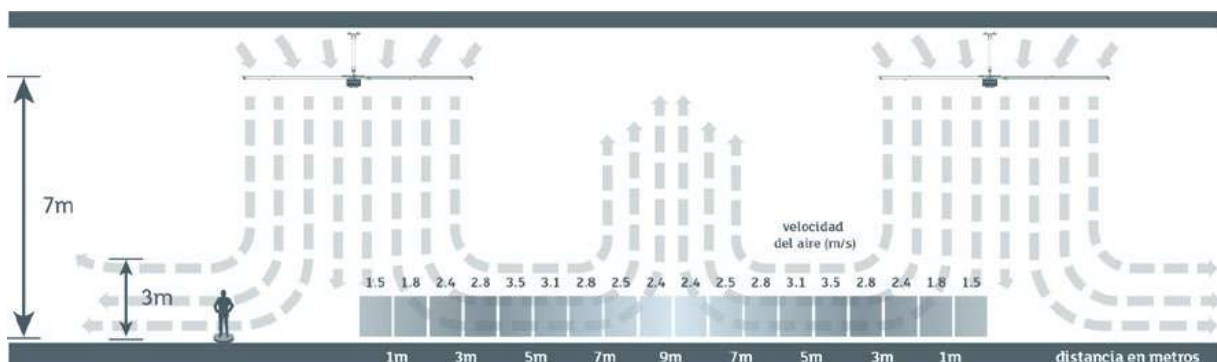 7m
velocidad
del aire (m/s)
3m
1.5 1.8 2.4 2.8 3.5 3.1 2.8 2.5 2.4 2.4 2.5 2.8 3.1 3.5 2.8 2.4 1.8 1.5
1m 3m 5m 7m 9m 7m 5m 3m 1m distancia en metros